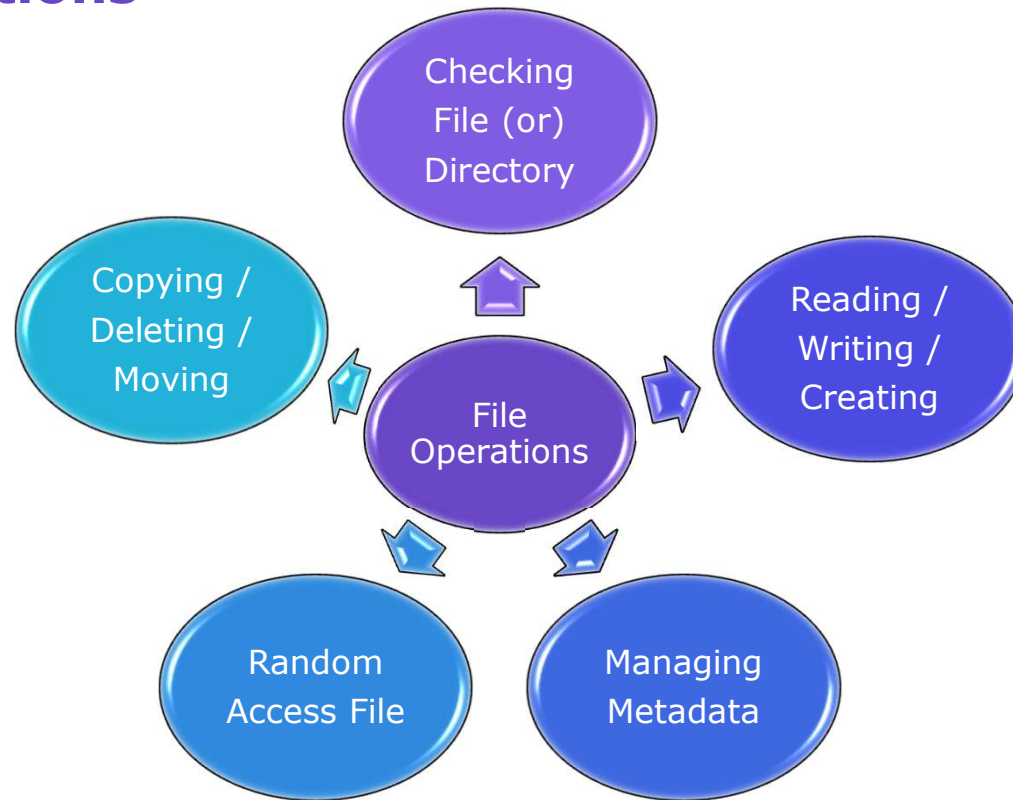 Checking
File (or)
Directory
Copying /
Deleting /
Moving
Reading /
Writing /
Creating
File
Operations
Random
Access File
Managing
Metadata